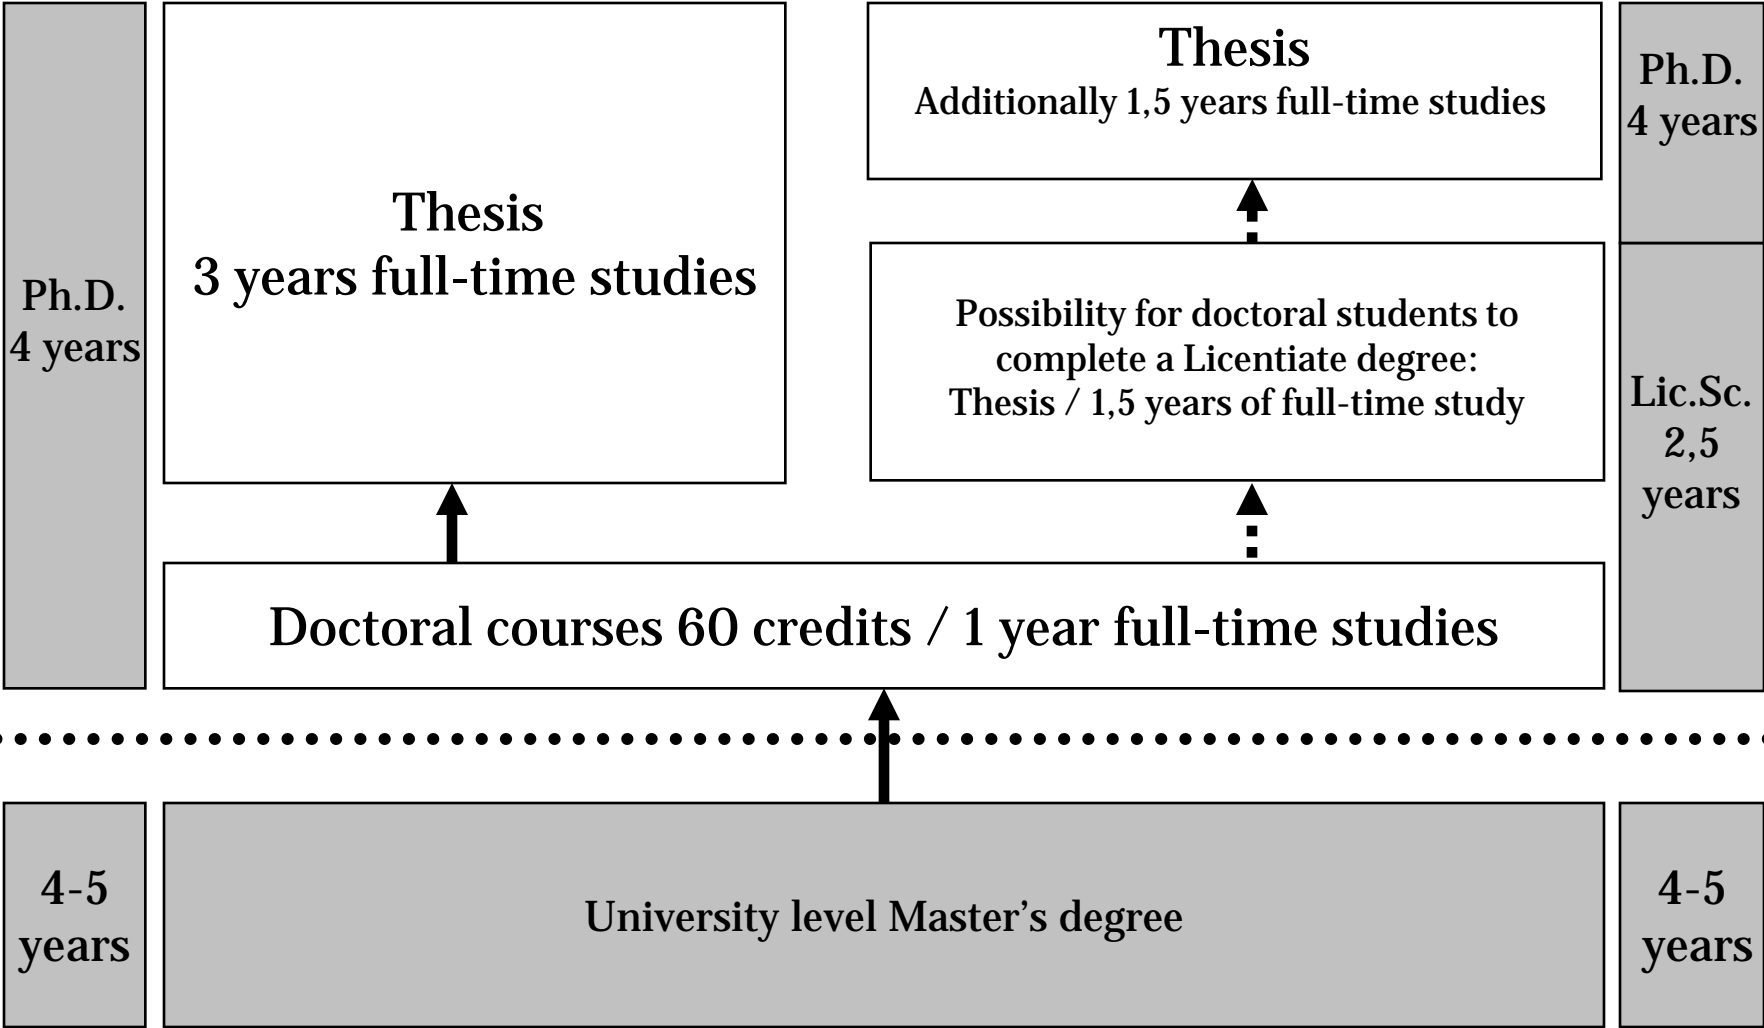 Ph.D.
4 years
Thesis
3 years full-time studies
Thesis
Additionally 1,5 years full-time studies
Ph.D.
4 years
Possibility for doctoral students to
complete a Licentiate degree:
Thesis / 1,5 years of full-time study
Lic.Sc.
2,5
years
Doctoral courses 60 credits / 1 year full-time studies
4-5
years
University level Master’s degree
4-5
years